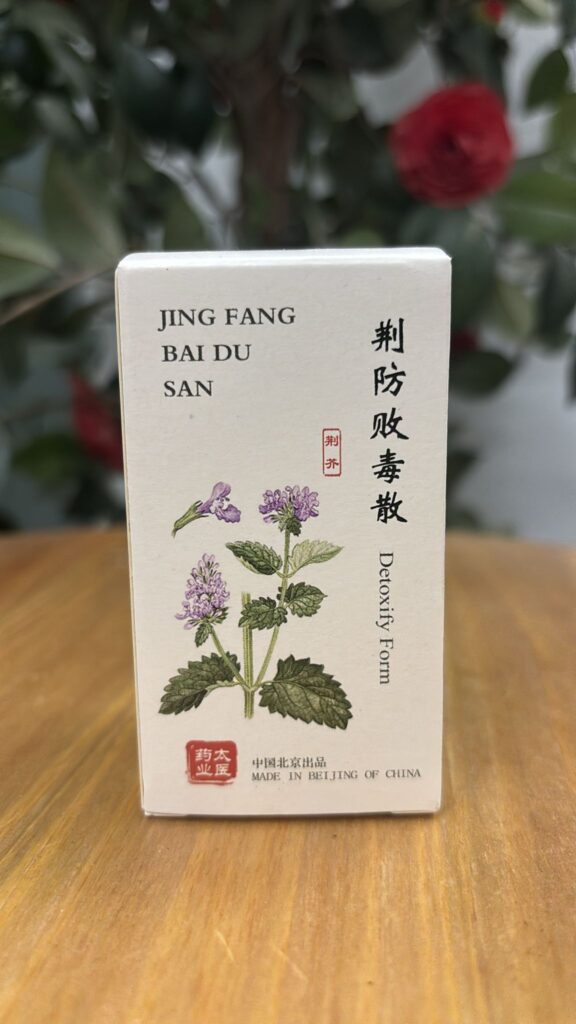 JING FANG
BAI DU
SAN
荆防败毒散
Detoxify Form
荆芥
太医
药业
中国北京出品
MADE IN BEIJING OF CHINA